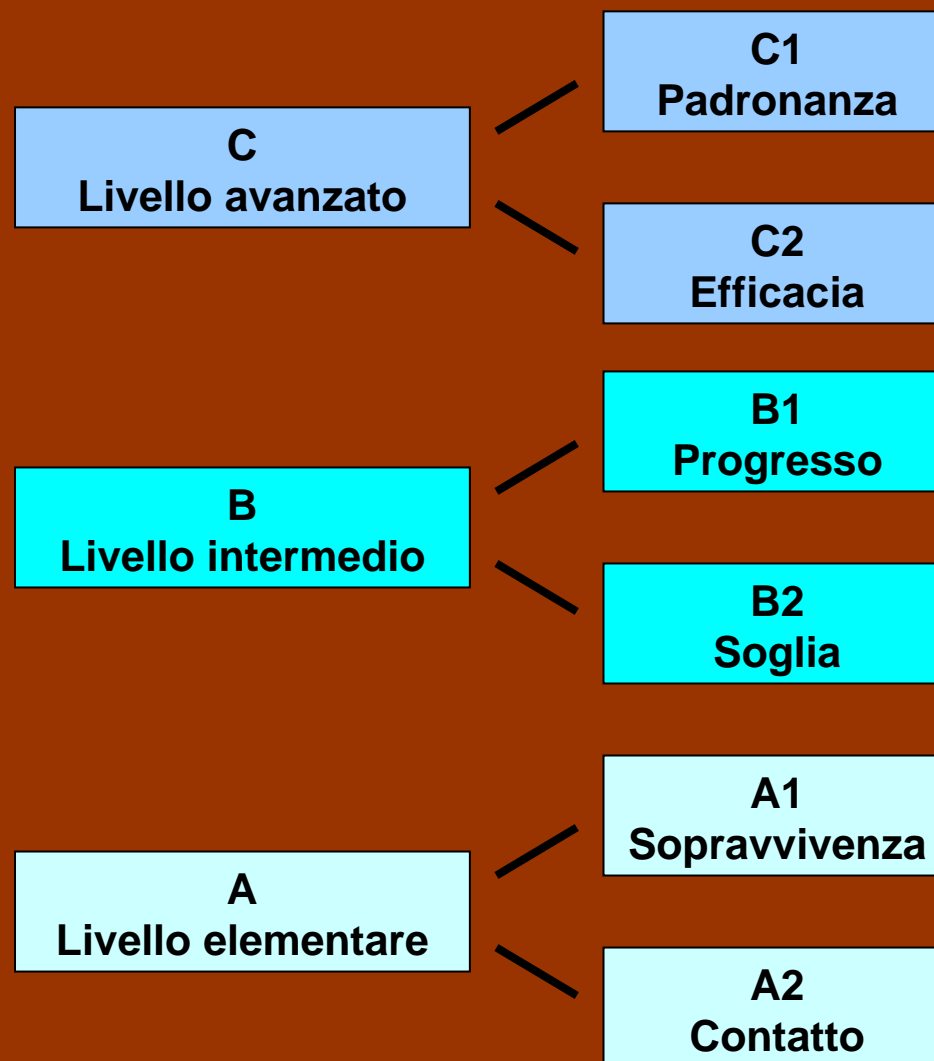 C1
Padronanza
C
Livello avanzato
C2
Efficacia
B1
Progresso
B
Livello intermedio
B2
Soglia
A1
Sopravvivenza
A
Livello elementare
A2
Contatto